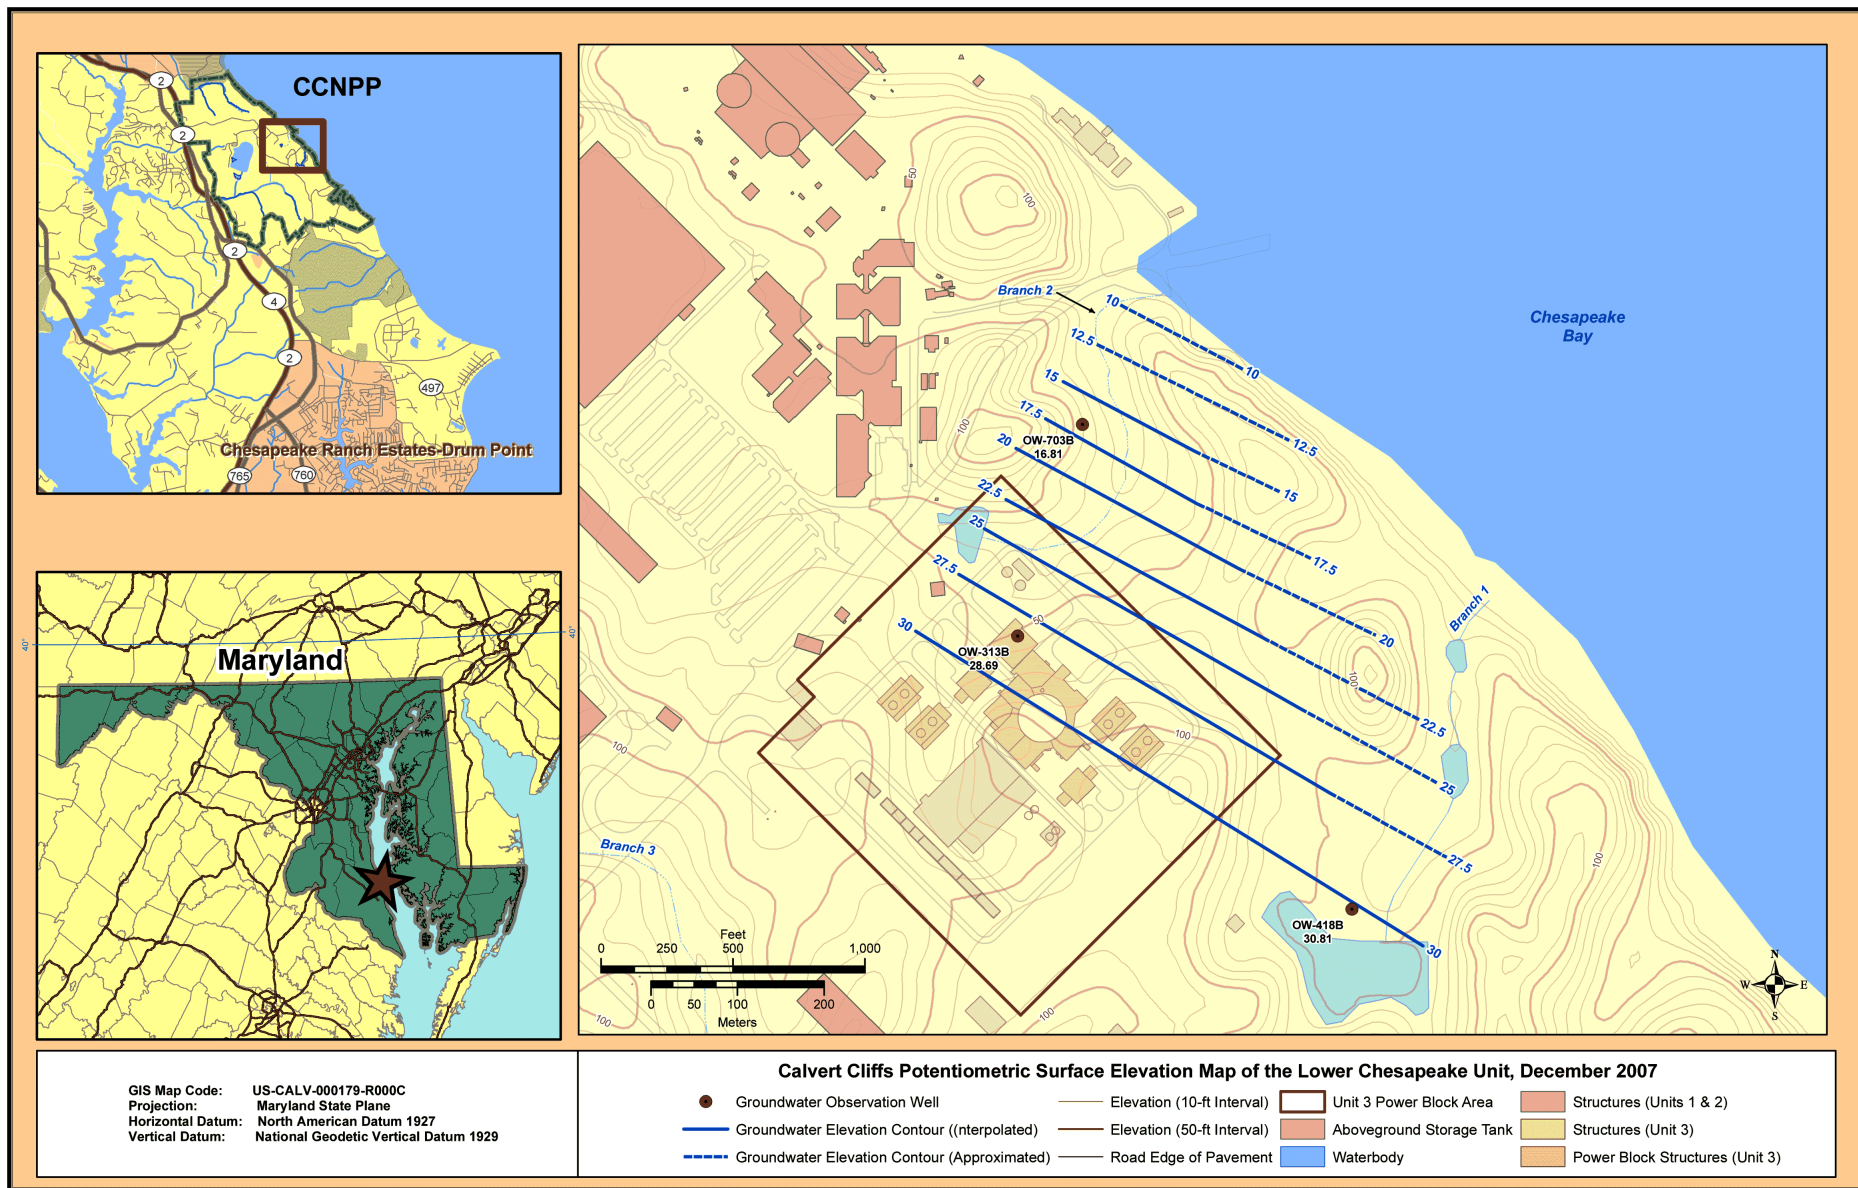 CCNPP
2
2
2
4
2
497
Chesapeake Ranch Estates-Drum Point
765
760
40°
40°
Maryland
50
100
Branch 2
10
10
12.5
12.5
15
15
17.5
17.5
20
20
22.5
22.5
25
25
27.5
27.5
30
30
Chesapeake
Bay
100
OW-703B
16.81
50
OW-313B
28.69
Branch 1
100
100
100
Branch 3
100
OW-418B
30.81
100
100
Feet
0 250 500 1,000
0 50 100 200
Meters
N
W E
S
GIS Map Code: US-CALV-000179-R000C
Projection: Maryland State Plane
Horizontal Datum: North American Datum 1927
Vertical Datum: National Geodetic Vertical Datum 1929
Calvert Cliffs Potentiometric Surface Elevation Map of the Lower Chesapeake Unit, December 2007
Groundwater Observation Well
Groundwater Elevation Contour ((nterpolated)
Groundwater Elevation Contour (Approximated)
Elevation (10-ft Interval)
Elevation (50-ft Interval)
Road Edge of Pavement
Unit 3 Power Block Area
Aboveground Storage Tank
Waterbody
Structures (Units 1 & 2)
Structures (Unit 3)
Power Block Structures (Unit 3)